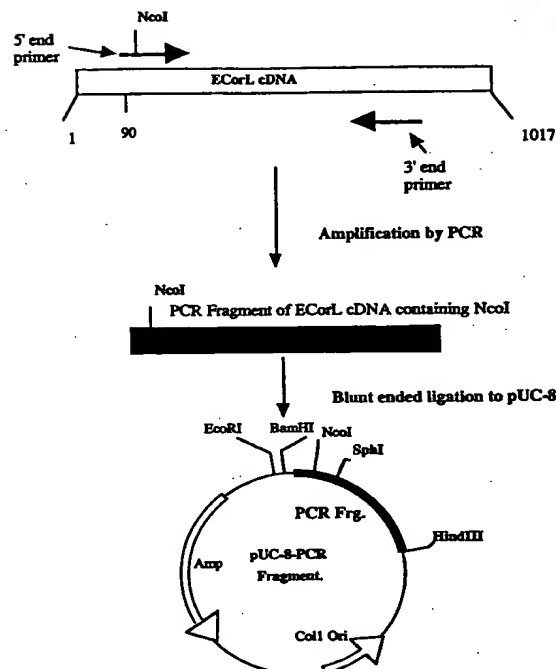 NcoI
5' end
primer
ECorL cDNA
1
90
1017
3' end
primer
Amplification by PCR
NcoI
PCR Fragment of ECorL cDNA containing NcoI
Blunt ended ligation to pUC-8
EcoRI
BamHI
NcoI
SphI
PCR Frg.
HindIII
Amp
pUC-8-PCR
Fragment.
Col1 Ori